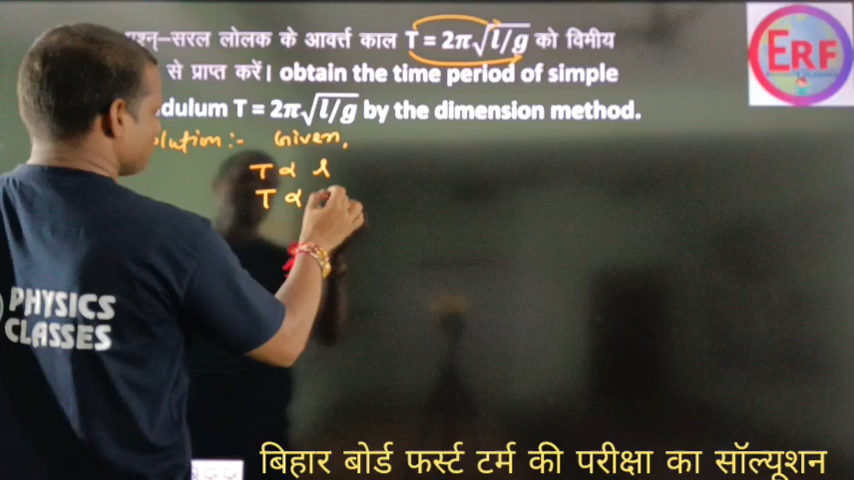 सरल लोलक के आवर्त्त काल T = 2π√l/g को विमीय
से प्राप्त करें। obtain the time period of simple
T = 2π√l/g by the dimension method.
:- Given,
T ∝ l
T ∝
ERF
PHYSICS
CLASSES
बिहार बोर्ड फर्स्ट टर्म की परीक्षा का सॉल्यूशन